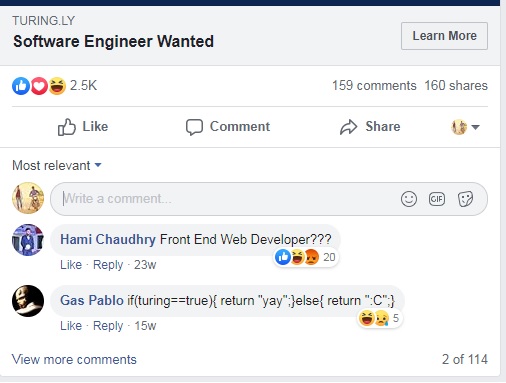 TURING.LY
Software Engineer Wanted
Learn More
2.5K
159 comments 160 shares
Like
Comment
Share
Most relevant
Write a comment...
GIF
Hami Chaudhry Front End Web Developer???
20
Like · Reply · 23w
Gas Pablo if(turing==true){ return "yay";}else{ return ":C";}
5
Like · Reply · 15w
View more comments
2 of 114